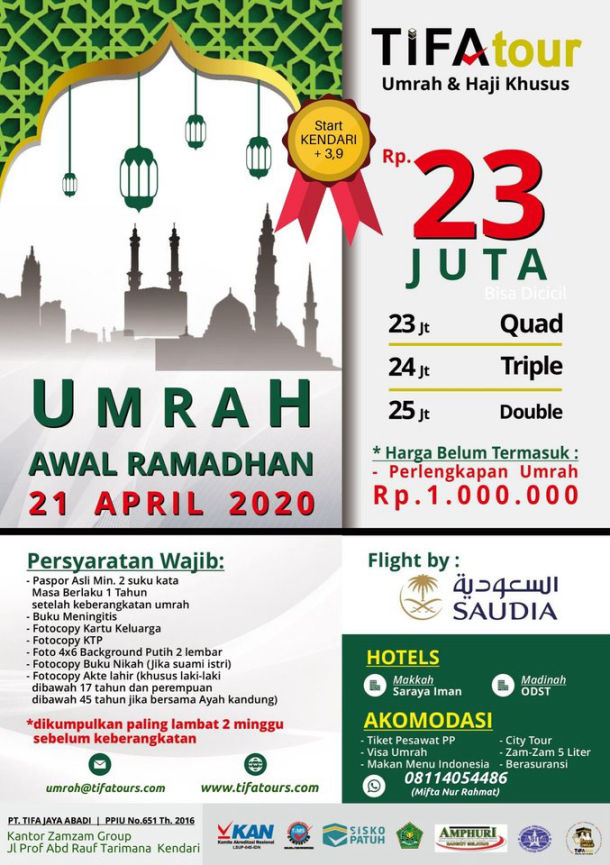 TiFAtour
Umrah & Haji Khusus
Start
KENDARI
+ 3,9
Rp. 23
JUTA
Bisa Dicicil
23 Jt Quad
24 Jt Triple
25 Jt Double
* Harga Belum Termasuk :
- Perlengkapan Umrah
Rp.1.000.000
UMRAH
AWAL RAMADHAN
21 APRIL 2020
Persyaratan Wajib:
- Paspor Asli Min. 2 suku kata
Masa Berlaku 1 Tahun
setelah keberangkatan umrah
- Buku Meningitis
- Fotocopy Kartu Keluarga
- Fotocopy KTP
- Foto 4x6 Background Putih 2 lembar
- Fotocopy Buku Nikah (Jika suami istri)
- Fotocopy Akte lahir (khusus laki-laki
dibawah 17 tahun dan perempuan
dibawah 45 tahun jika bersama Ayah kandung)
*dikumpulkan paling lambat 2 minggu
sebelum keberangkatan
umroh@tifatours.com
www.tifatours.com
Flight by :
السعودية
SAUDIA
HOTELS
Makkah
Saraya Iman
Madinah
ODST
AKOMODASI
- Tiket Pesawat PP
- Visa Umrah
- Makan Menu Indonesia
- City Tour
- Zam-Zam 5 Liter
- Berasuransi
08114054486
(Mifta Nur Rahmat)
PT. TIFA JAYA ABADI | PPIU No.651 Th. 2016
Kantor Zamzam Group
Jl Prof Abd Rauf Tarimana Kendari
KAN
Komite Akreditasi Nasional
LSUP-045-IDN
SISKO
PATUH
AMPHURI